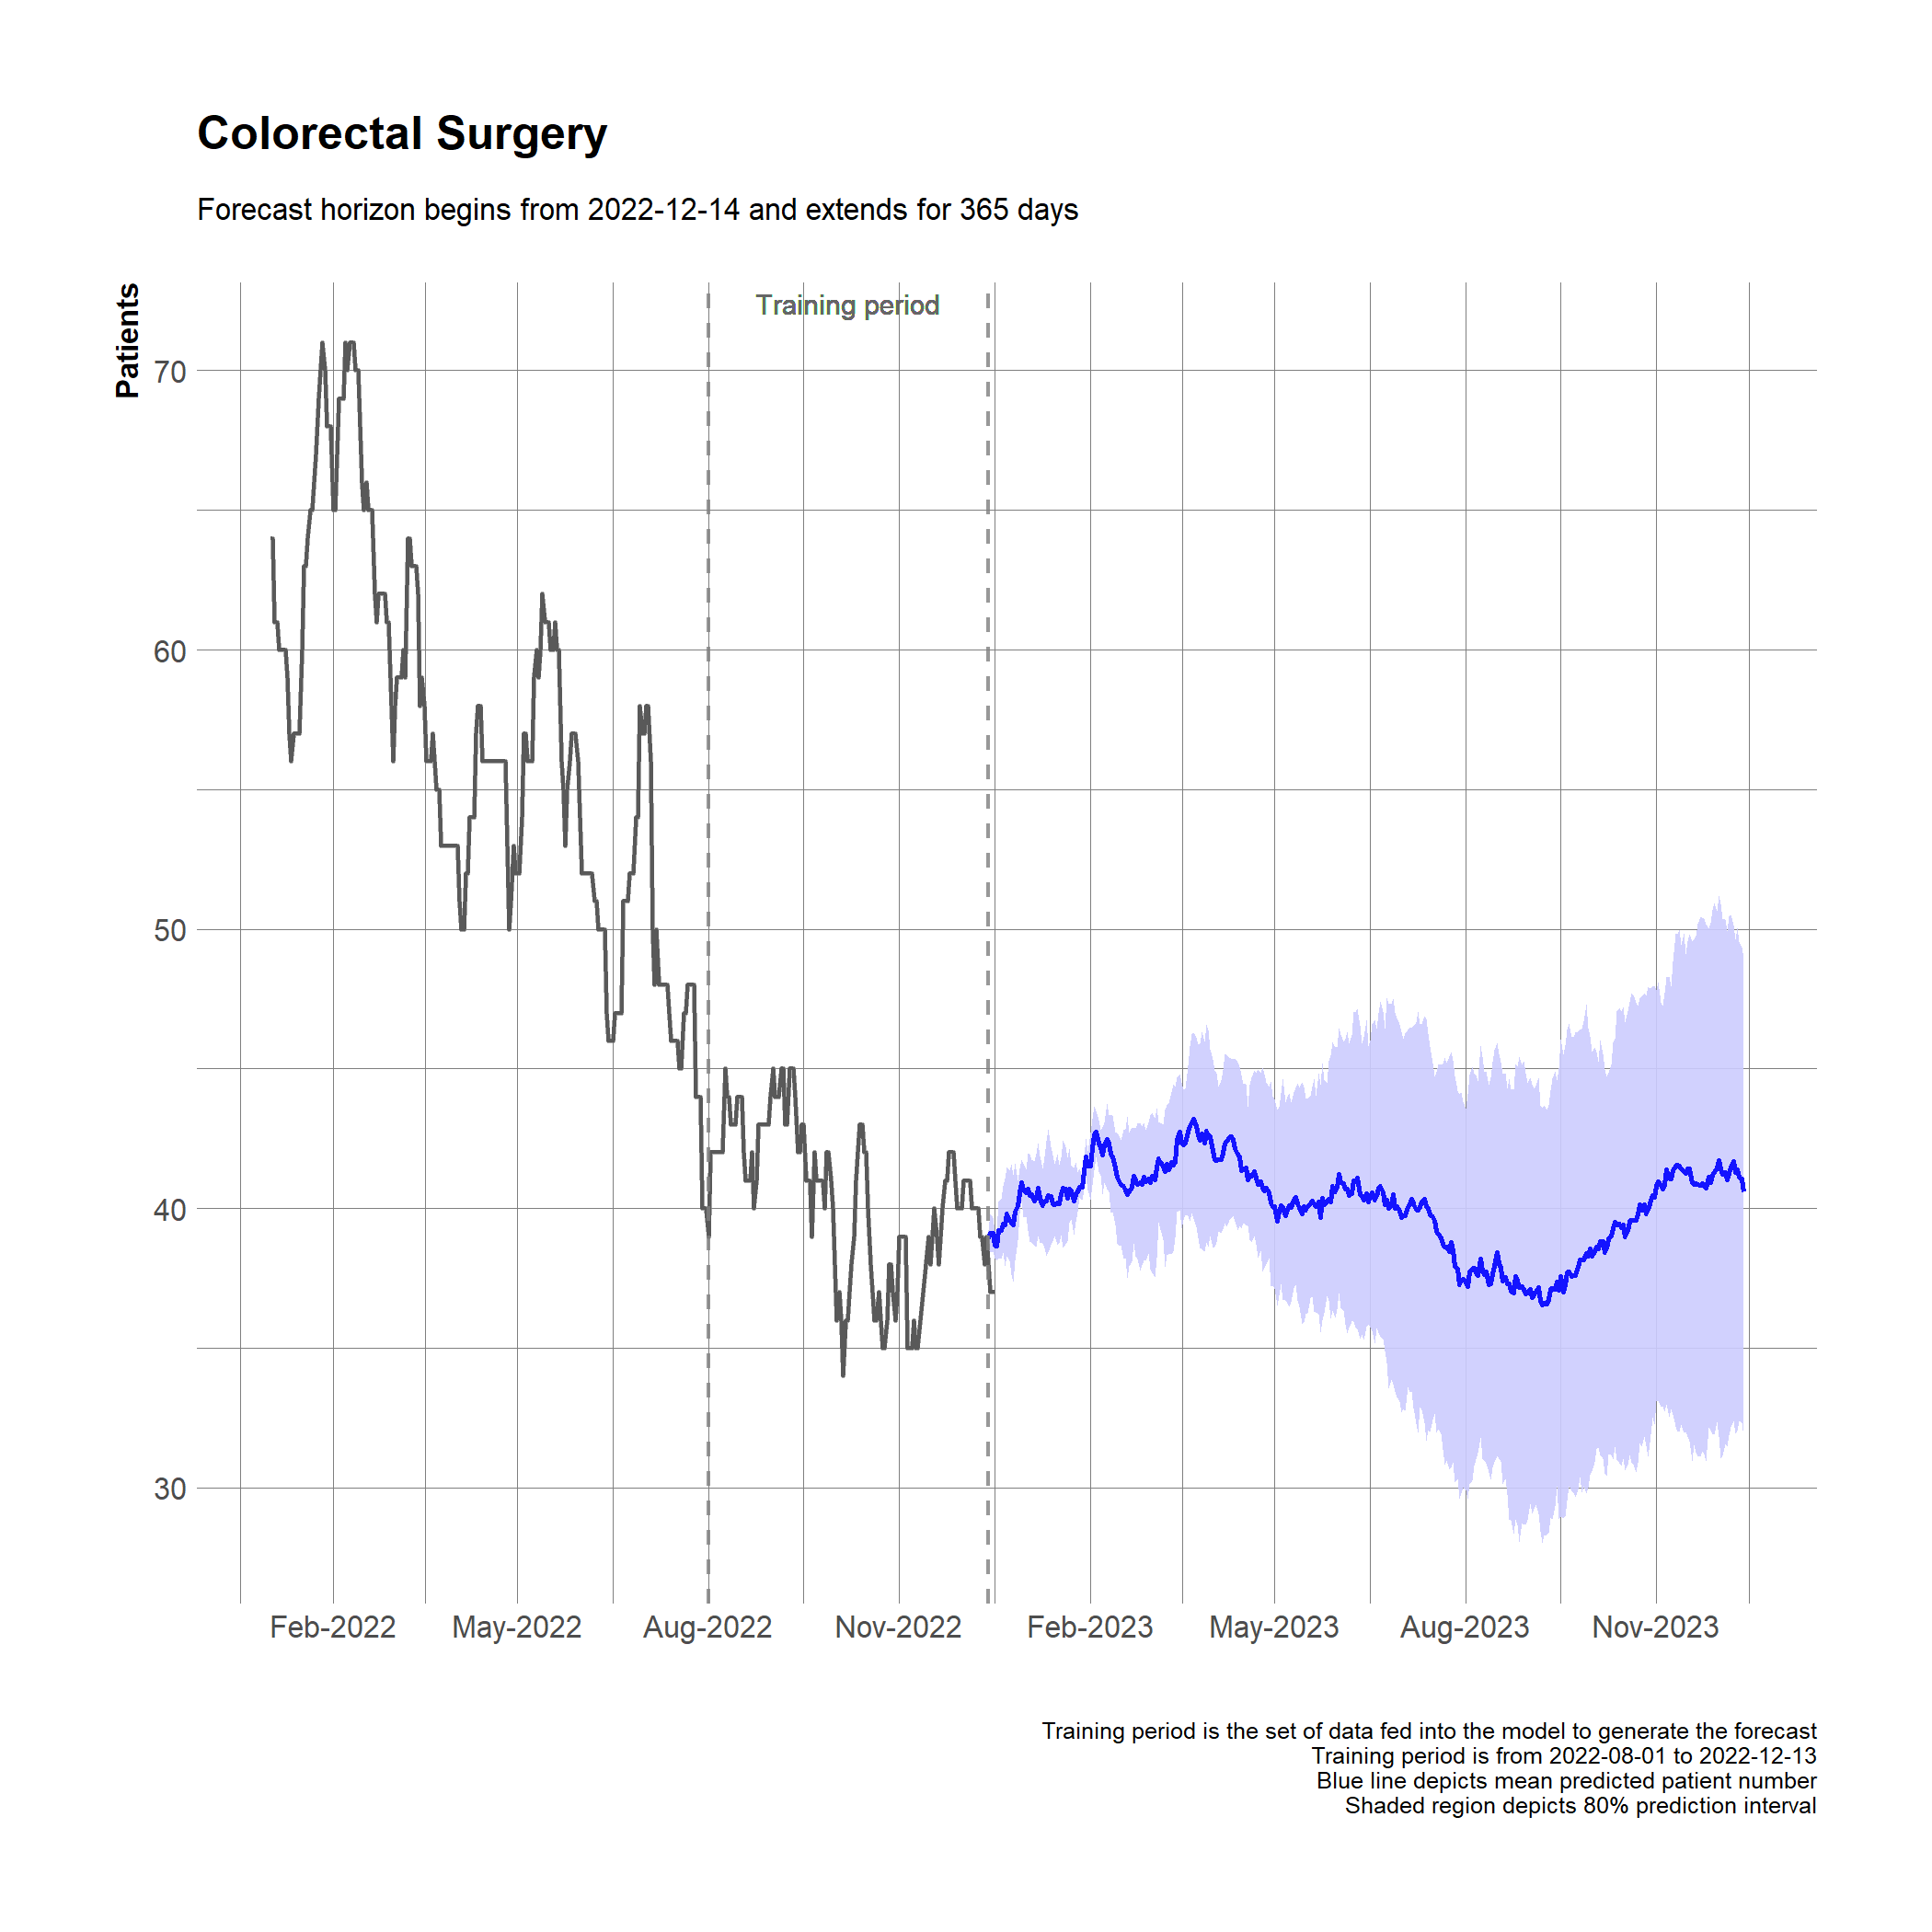 Colorectal Surgery
Forecast horizon begins from 2022-12-14 and extends for 365 days
Patients
Training period
70
60
50
40
30
Feb-2022 May-2022 Aug-2022 Nov-2022 Feb-2023 May-2023 Aug-2023 Nov-2023
Training period is the set of data fed into the model to generate the forecast
Training period is from 2022-08-01 to 2022-12-13
Blue line depicts mean predicted patient number
Shaded region depicts 80% prediction interval